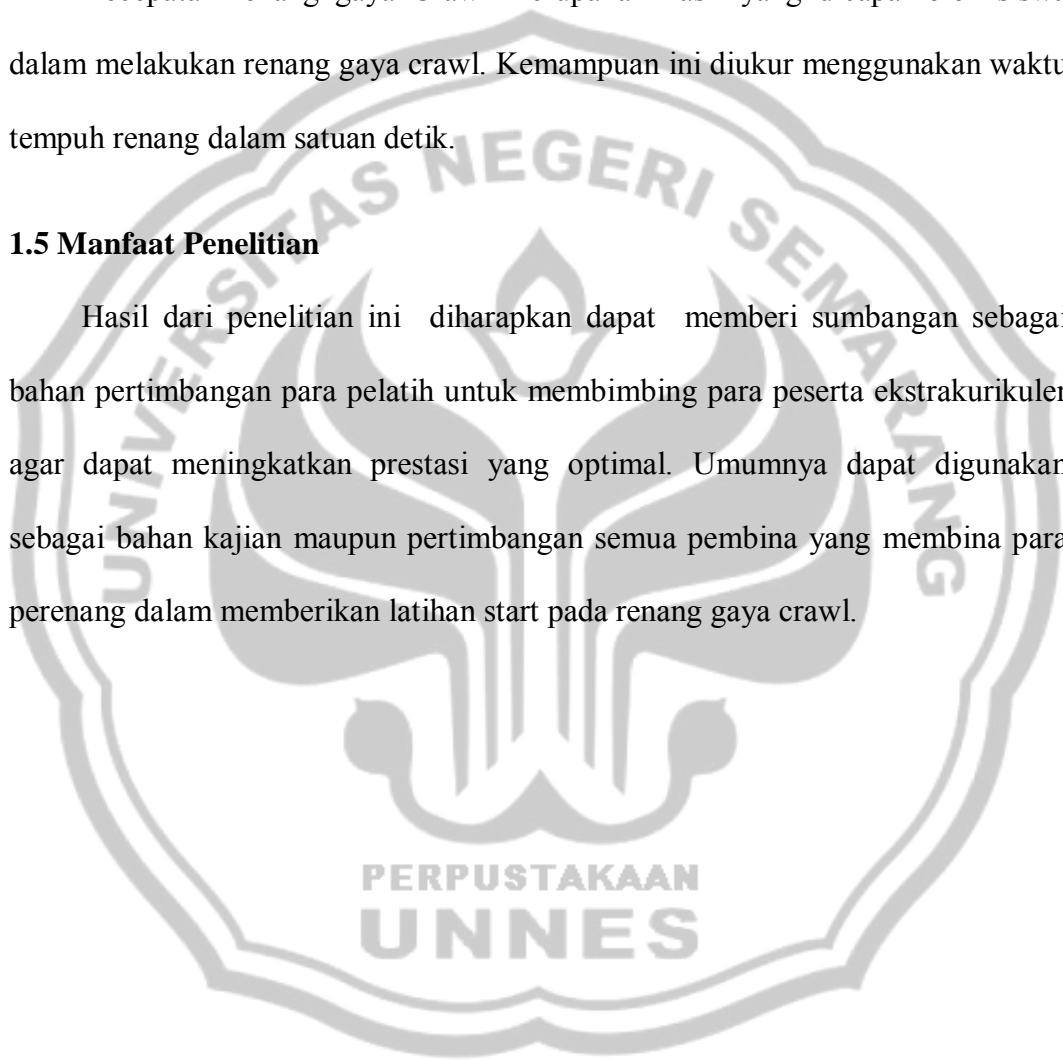 dalam melakukan renang gaya crawl. Kemampuan ini diukur menggunakan waktu
tempuh renang dalam satuan detik.
1.5 Manfaat Penelitian
Hasil dari penelitian ini diharapkan dapat memberi sumbangan sebagai
bahan pertimbangan para pelatih untuk membimbing para peserta ekstrakurikuler
agar dapat meningkatkan prestasi yang optimal. Umumnya dapat digunakan
sebagai bahan kajian maupun pertimbangan semua pembina yang membina para
perenang dalam memberikan latihan start pada renang gaya crawl.
UNIVERSITAS NEGERI SEMARANG
PERPUSTAKAAN
UNNES